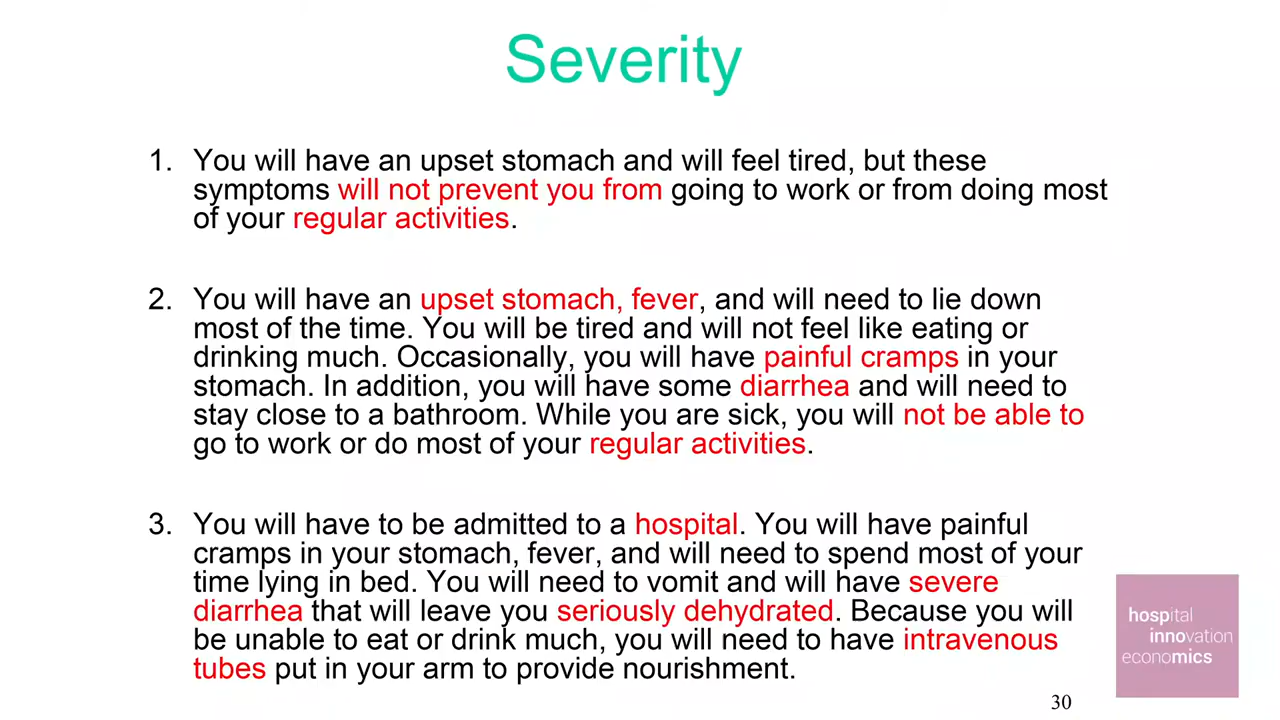 Severity
1. You will have an upset stomach and will feel tired, but these
symptoms will not prevent you from going to work or from doing most
of your regular activities.
2. You will have an upset stomach, fever, and will need to lie down
most of the time. You will be tired and will not feel like eating or
drinking much. Occasionally, you will have painful cramps in your
stomach. In addition, you will have some diarrhea and will need to
stay close to a bathroom. While you are sick, you will not be able to
go to work or do most of your regular activities.
3. You will have to be admitted to a hospital. You will have painful
cramps in your stomach, fever, and will need to spend most of your
time lying in bed. You will need to vomit and will have severe
diarrhea that will leave you seriously dehydrated. Because you will
be unable to eat or drink much, you will need to have intravenous
tubes put in your arm to provide nourishment.
hospital
innovation
economics
30